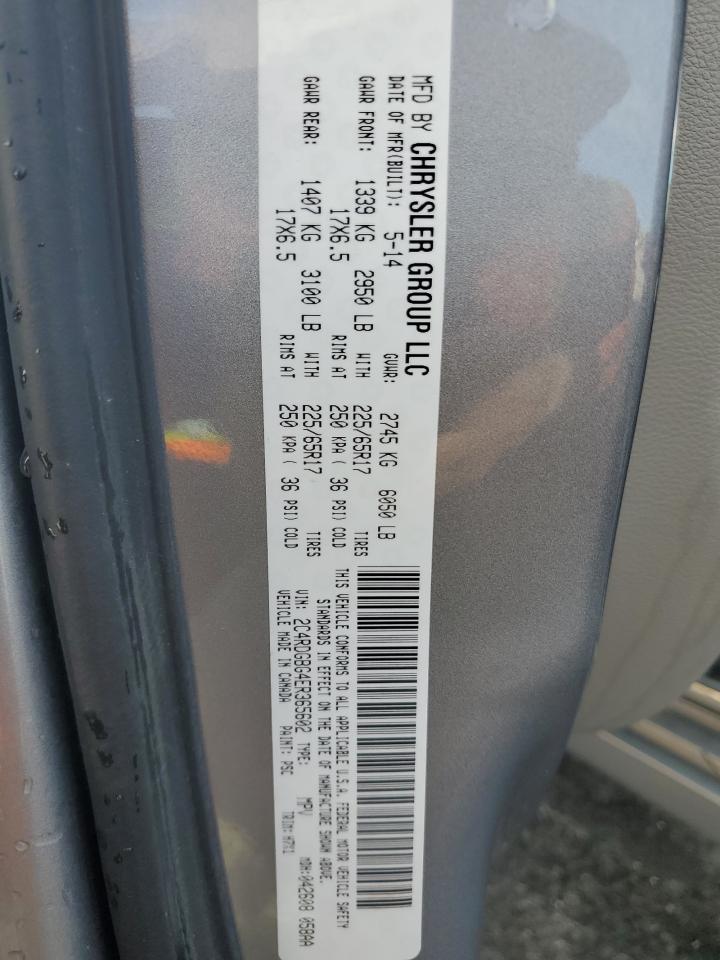 MFD BY CHRYSLER GROUP LLC
DATE OF MFR(BUILT): 5-14 GVWR: 2745 KG 6050 LB
GAWR FRONT: 1339 KG 2950 LB WITH 225/65R17 TIRES
17X6.5 RIMS AT 250 KPA ( 36 PSI) COLD
GAWR REAR: 1407 KG 3100 LB WITH 225/65R17 TIRES
17X6.5 RIMS AT 250 KPA ( 36 PSI) COLD
THIS VEHICLE CONFORMS TO ALL APPLICABLE U.S.A. FEDERAL MOTOR VEHICLE SAFETY
STANDARDS IN EFFECT ON THE DATE OF MANUFACTURE SHOWN ABOVE.
VIN: 2C4RDGBG4ER365602 TYPE: MPV MDH:042608 058AA
VEHICLE MADE IN CANADA PAINT: PSC TRIM: